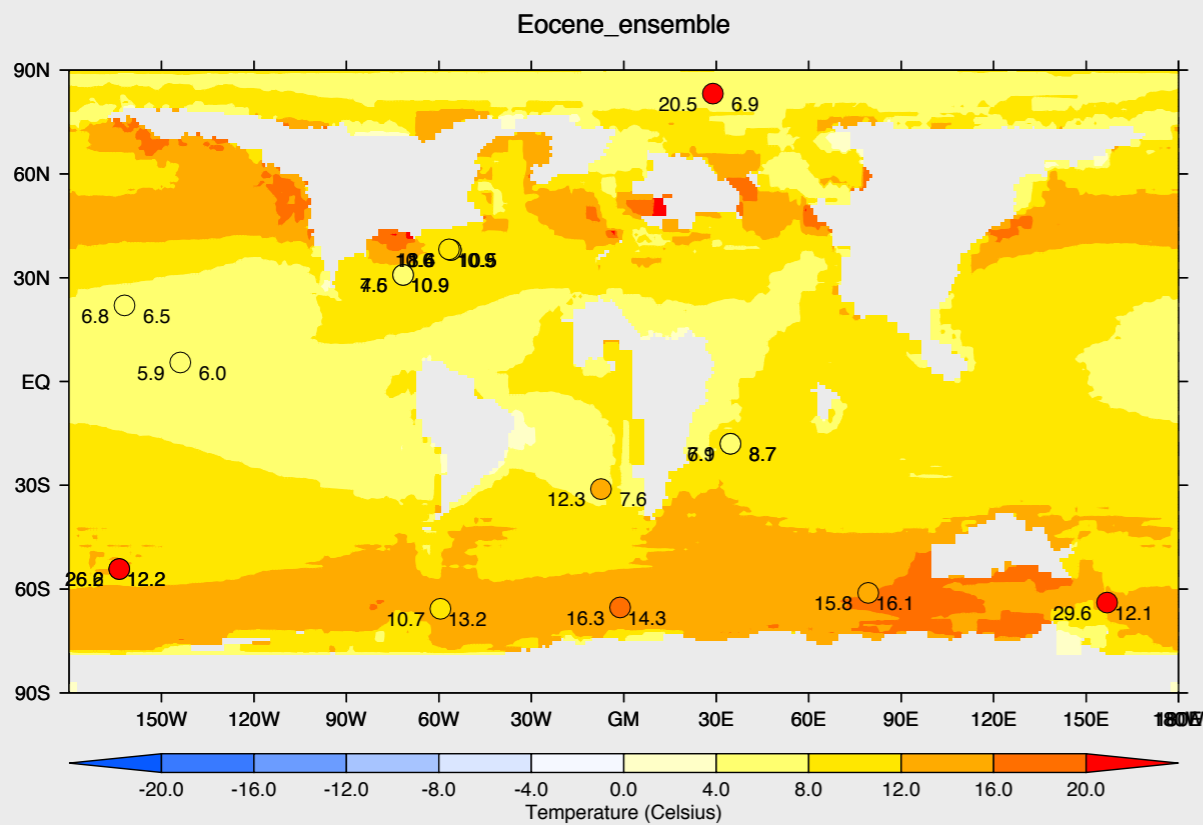 Eocene_ensemble
90N
20.5 6.9
60N
10.9
30N
10.9
6.8 6.5
5.9 6.0
EQ
8.7
30S
12.3 7.6
12.2
60S
15.8 16.1
10.7 13.2
16.3 14.3
29.6 12.1
90S
150W 120W 90W 60W 30W GM 30E 60E 90E 120E 150E
-20.0 -16.0 -12.0 -8.0 -4.0 0.0 4.0 8.0 12.0 16.0 20.0
Temperature (Celsius)